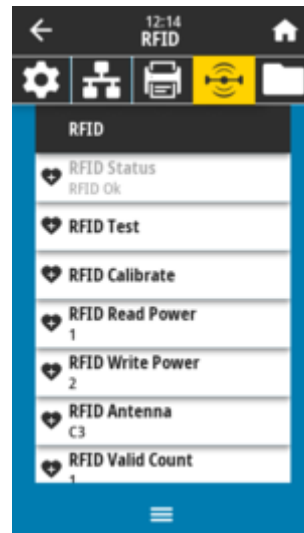 12:14
RFID
RFID
RFID Status
RFID Ok
RFID Test
RFID Calibrate
RFID Read Power
1
RFID Write Power
2
RFID Antenna
C3
RFID Valid Count
1